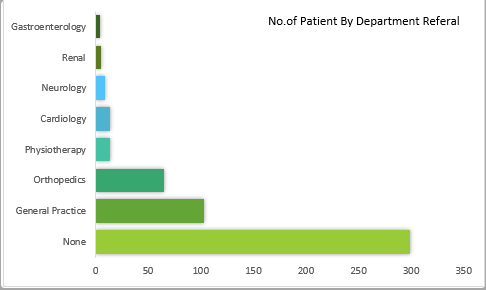 No.of Patient By Department Referal
Gastroenterology
Renal
Neurology
Cardiology
Physiotherapy
Orthopedics
General Practice
None
0 50 100 150 200 250 300 350